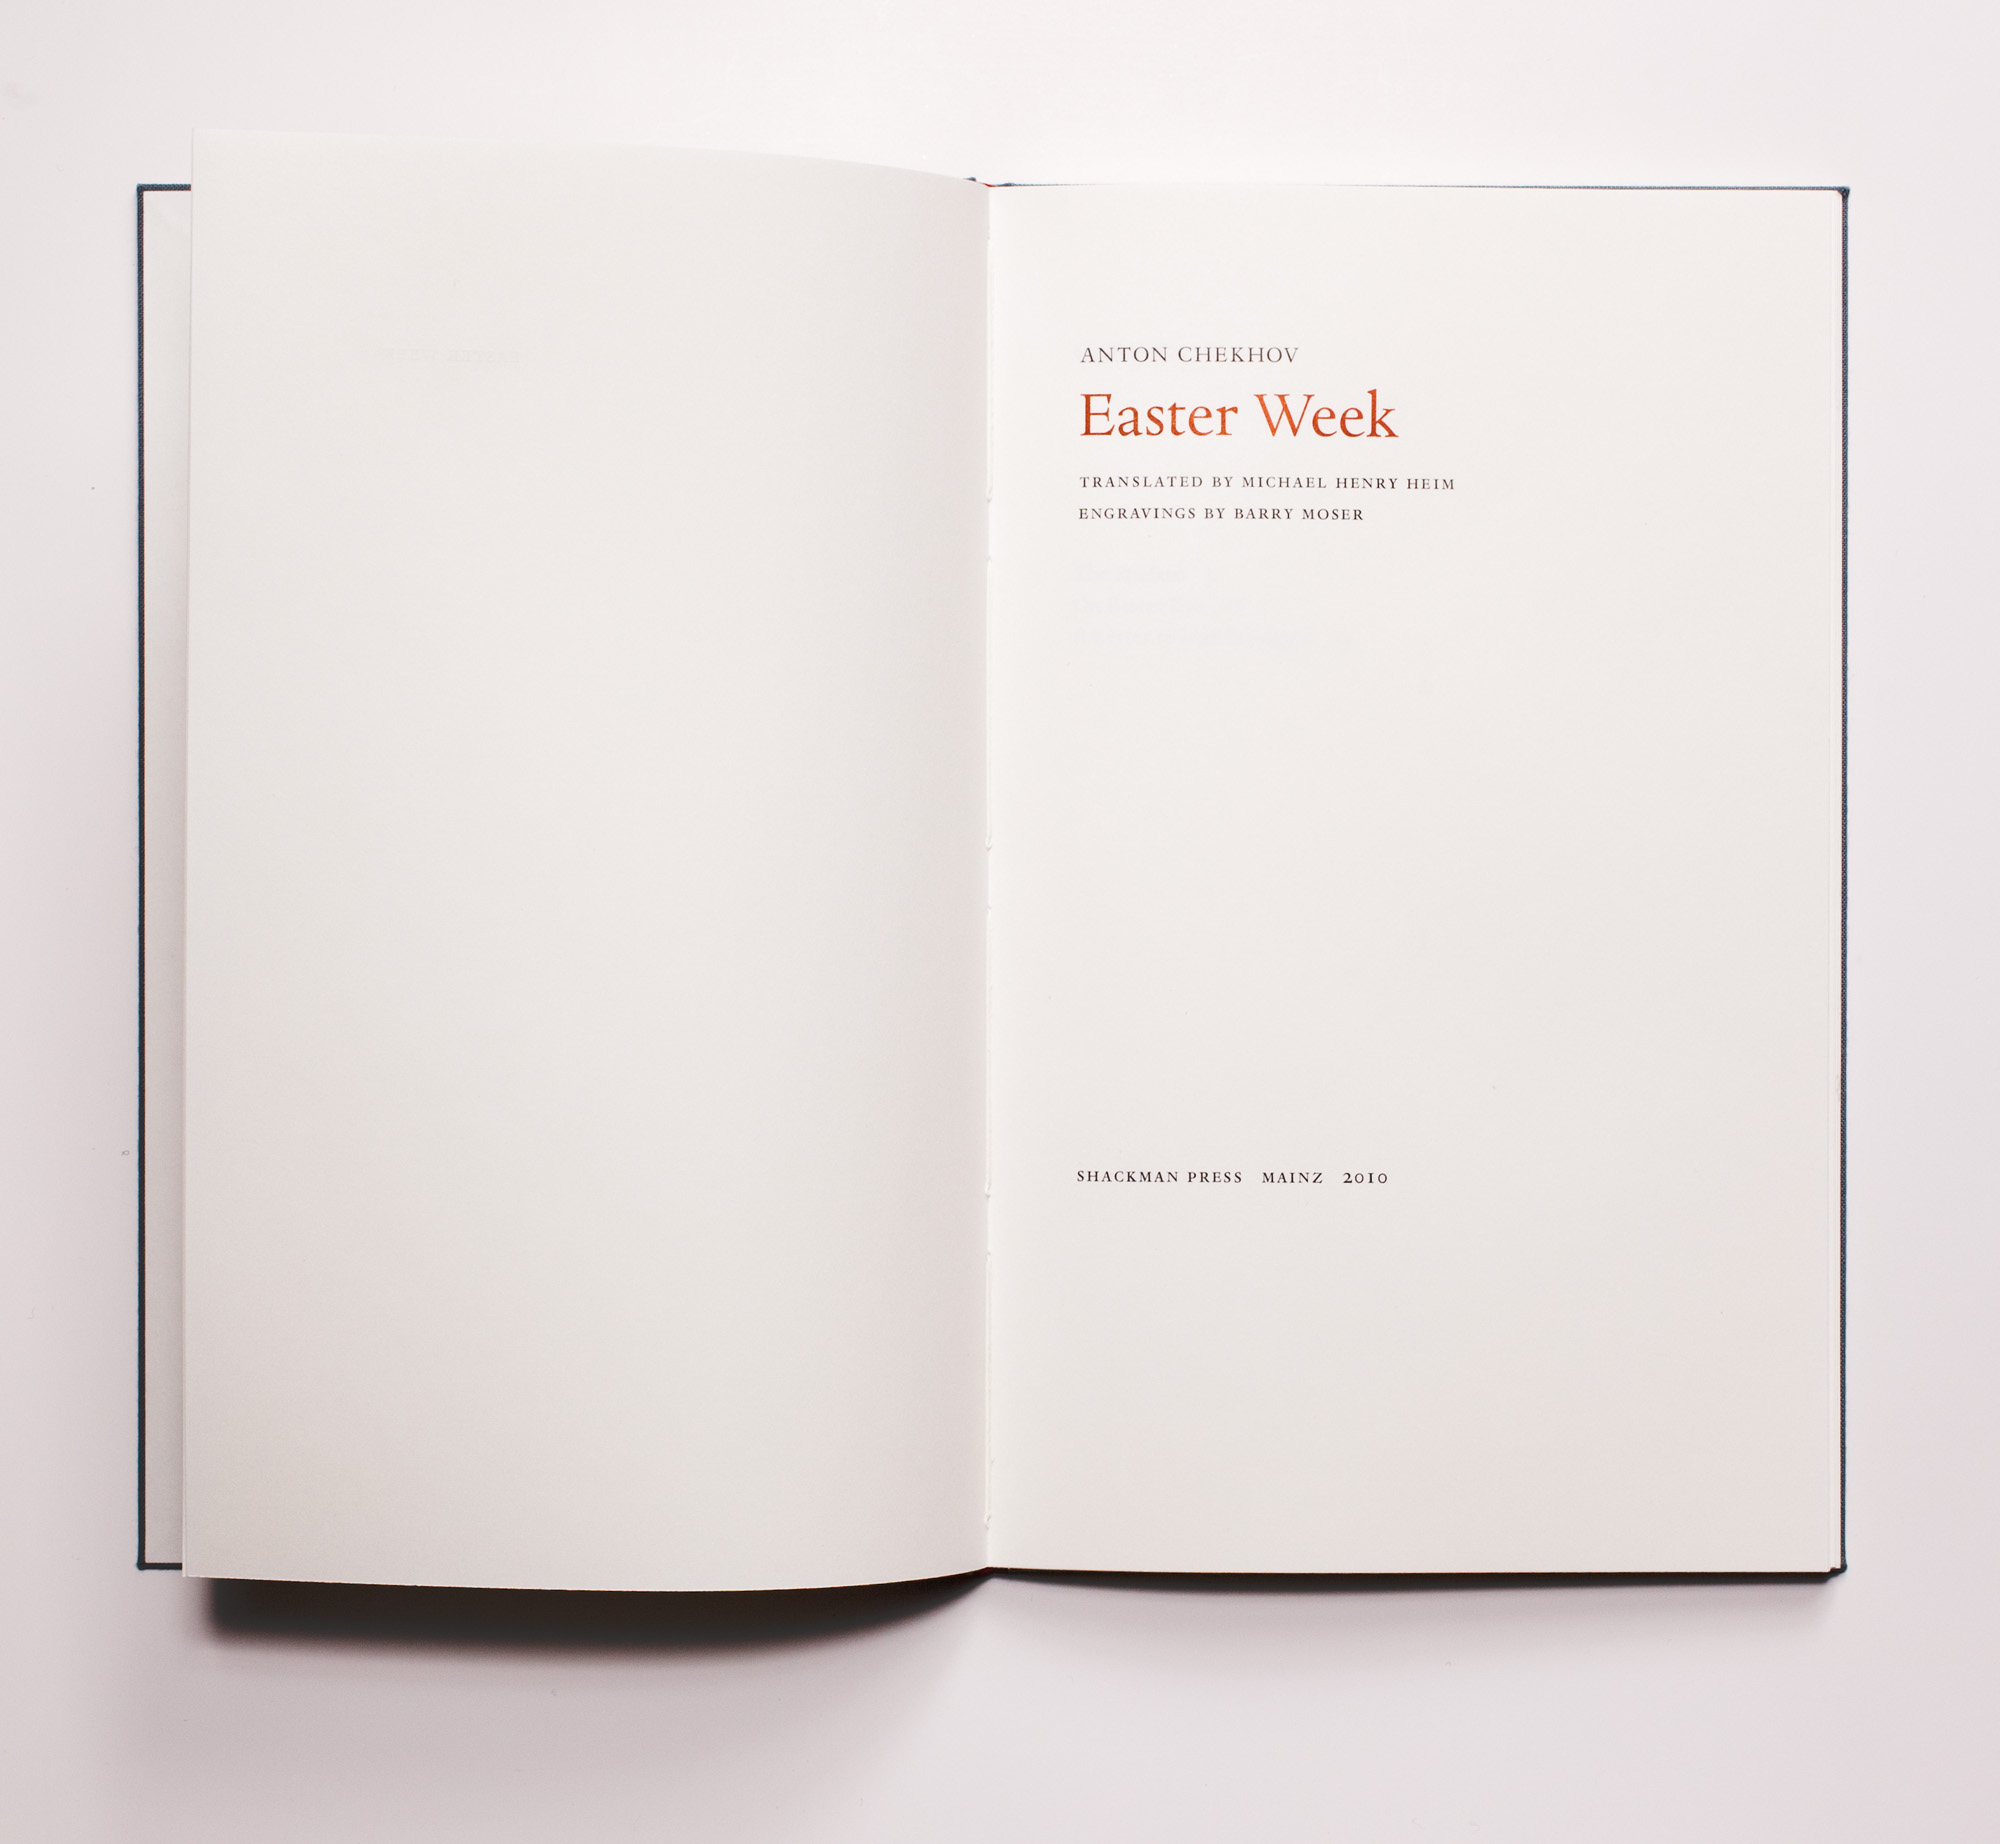 ANTON CHEKHOV
Easter Week
TRANSLATED BY MICHAEL HENRY HEIM
ENGRAVINGS BY BARRY MOSER
SHACKMAN PRESS MAINZ 2010